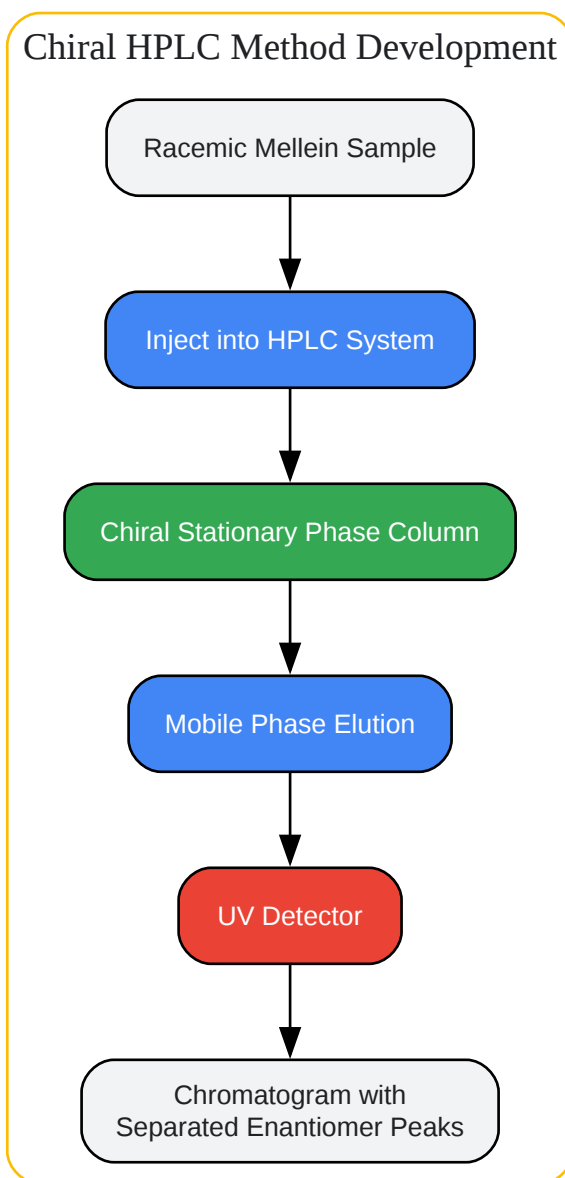 Chiral HPLC Method Development
Racemic Mellein Sample
Inject into HPLC System
Chiral Stationary Phase Column
Mobile Phase Elution
UV Detector
Chromatogram with
Separated Enantiomer Peaks